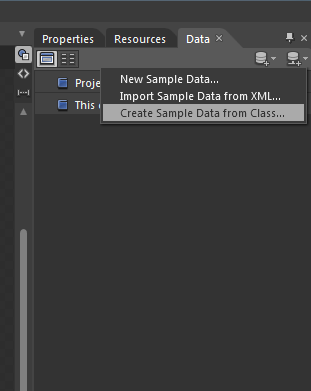 Properties Resources Data
New Sample Data...
Proje
Import Sample Data from XML...
This
Create Sample Data from Class...